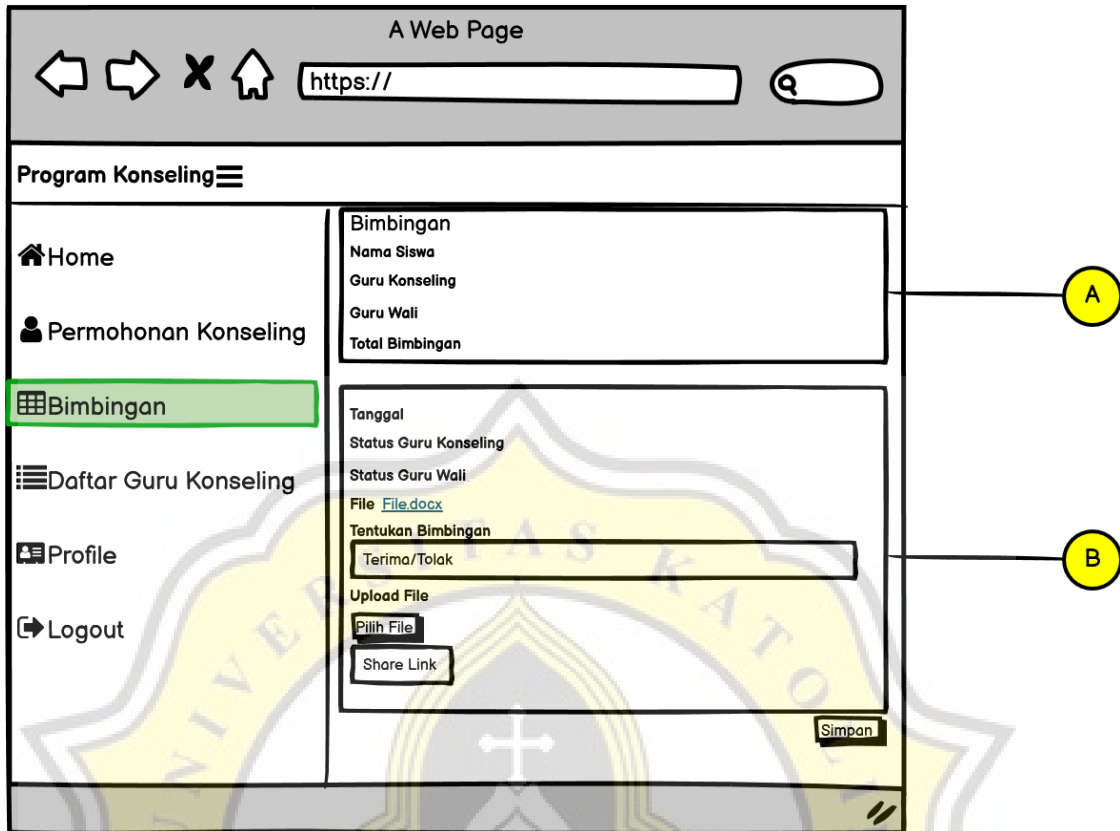 A Web Page
https://
Program Konseling
Home
Permohonan Konseling
Bimbingan
Daftar Guru Konseling
Profile
Logout
Bimbingan
Nama Siswa
Guru Konseling
Guru Wali
Total Bimbingan
A
Tanggal
Status Guru Konseling
Status Guru Wali
File File.docx
Tentukan Bimbingan
Terima/Tolak
Upload File
Pilih File
Share Link
B
Simpan
UNIVERSITAS KATOL